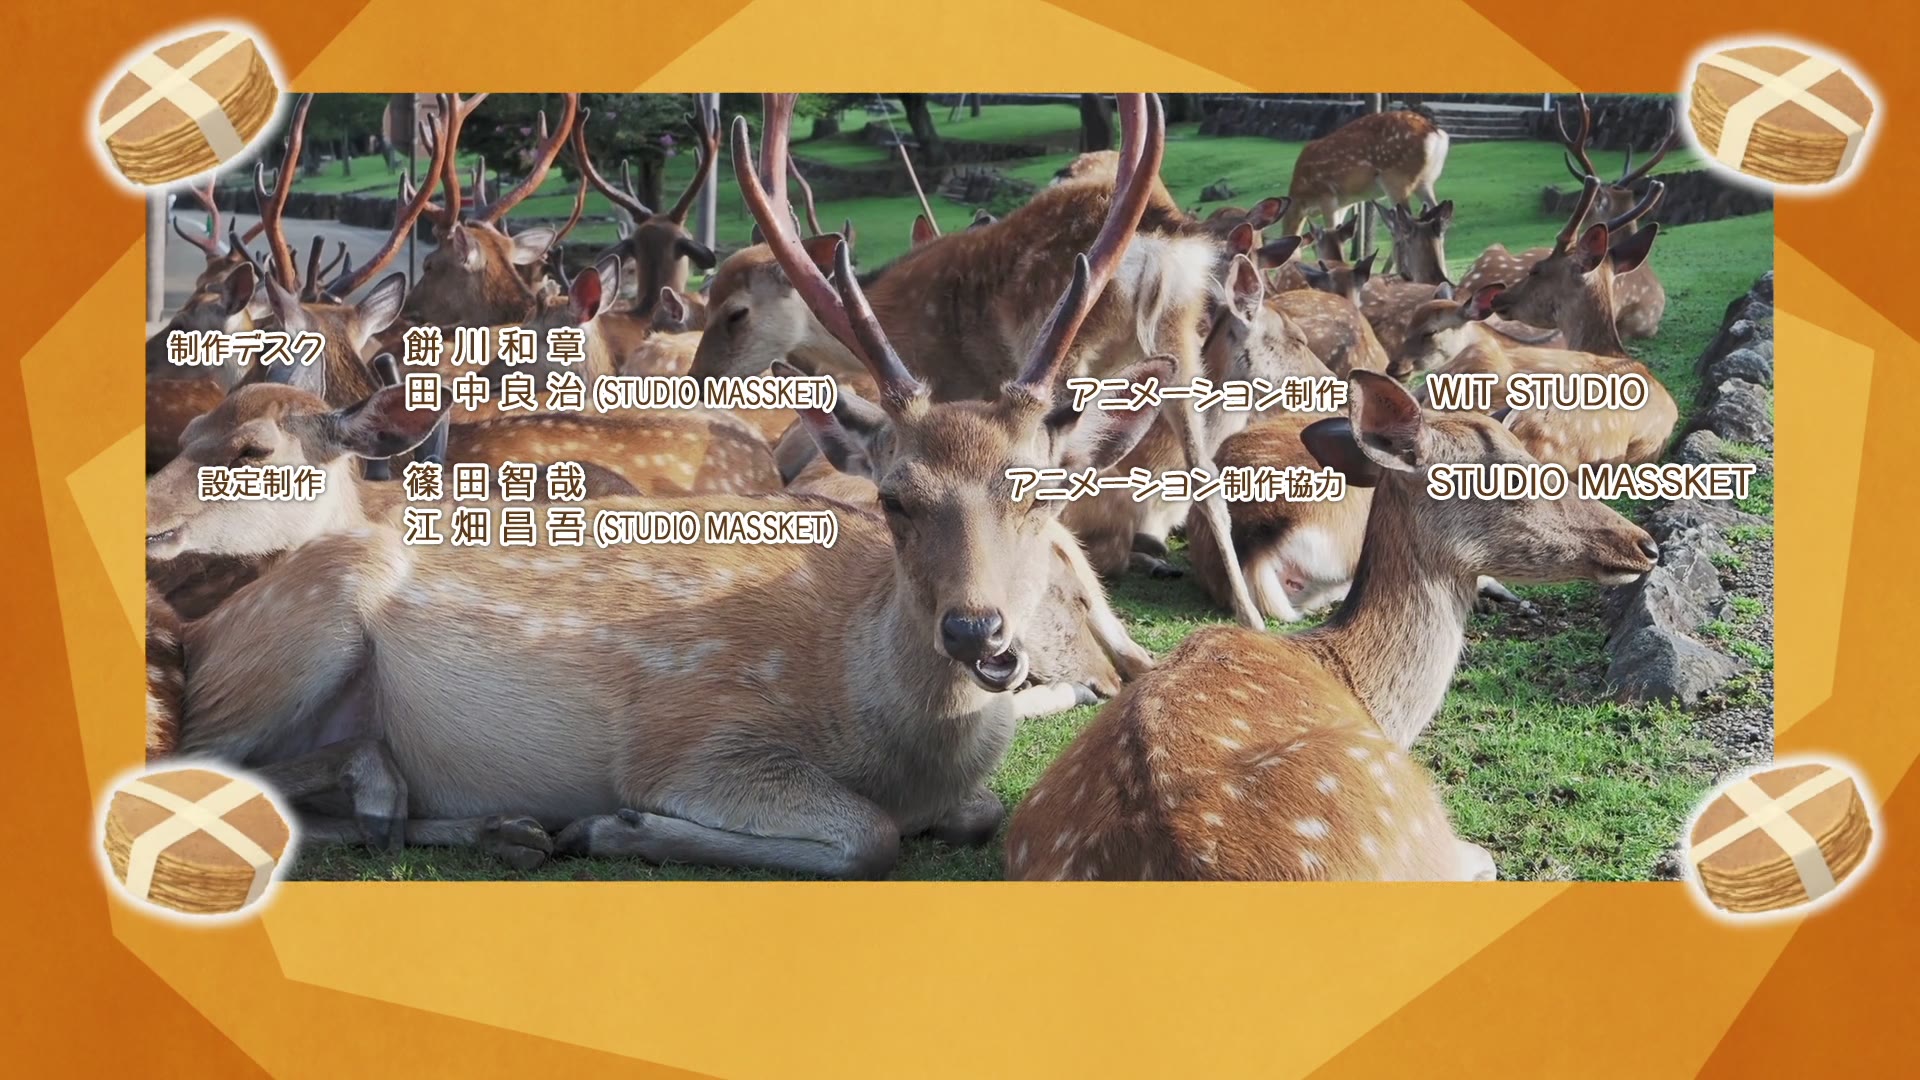 制作デスク 餅川和章
田中良治(STUDIO MASSKET)
設定制作 篠田智哉
江畑昌吾(STUDIO MASSKET)
アニメーション制作 WIT STUDIO
アニメーション制作協力 STUDIO MASSKET